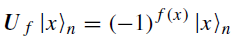 U_f |x⟩_n = (−1)^{f(x)} |x⟩_n